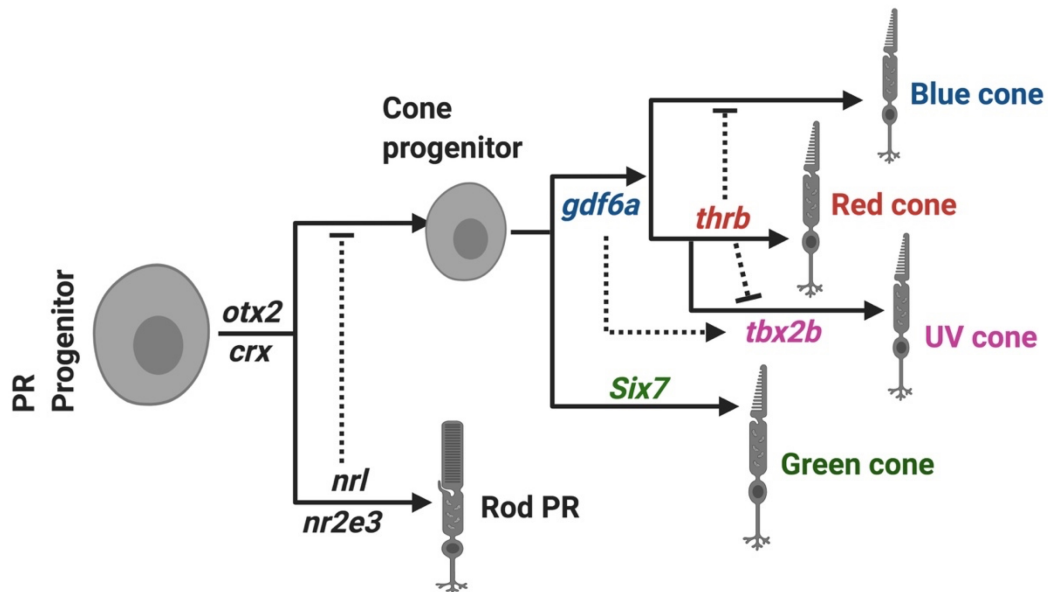 PR
Progenitor
otx2
crx
nrl
nr2e3
Rod PR
Cone
progenitor
gdf6a
thrb
tbx2b
Six7
Blue cone
Red cone
UV cone
Green cone